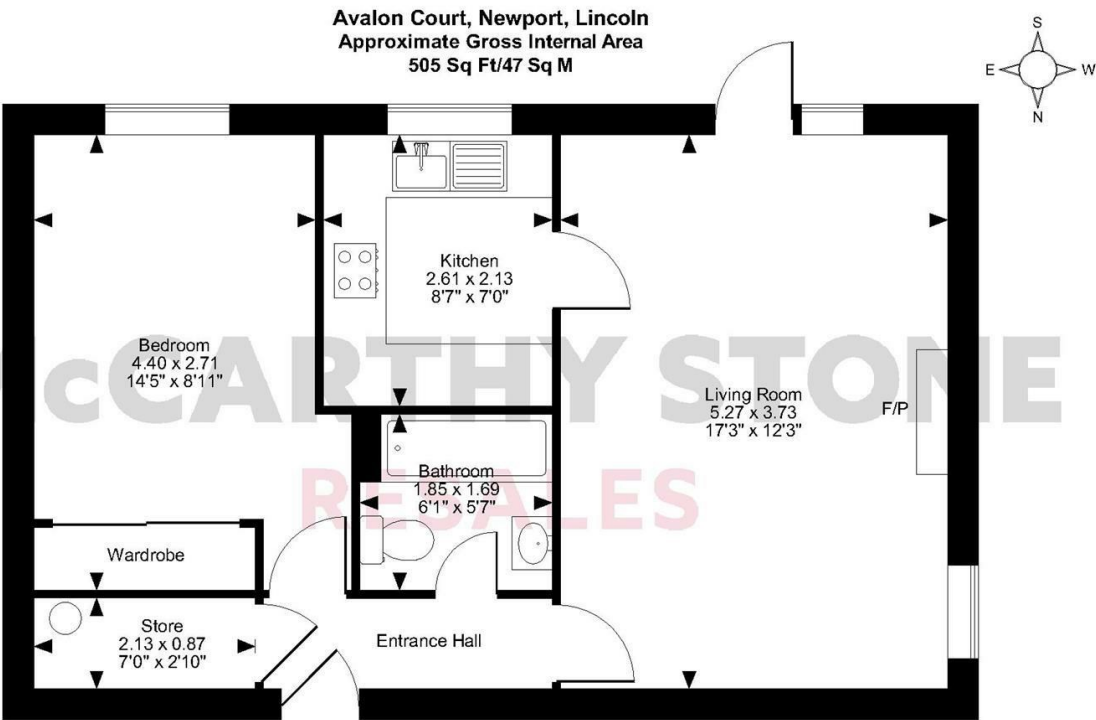 Avalon Court, Newport, Lincoln
Approximate Gross Internal Area
505 Sq Ft/47 Sq M
S
E
W
N
Kitchen
2.61 x 2.13
8'7" x 7'0"
Bedroom
4.40 x 2.71
14'5" x 8'11"
Living Room
5.27 x 3.73
17'3" x 12'3"
F/P
McCARTHY STONE
RESALES
Bathroom
1.85 x 1.69
6'1" x 5'7"
Wardrobe
Store
2.13 x 0.87
7'0" x 2'10"
Entrance Hall